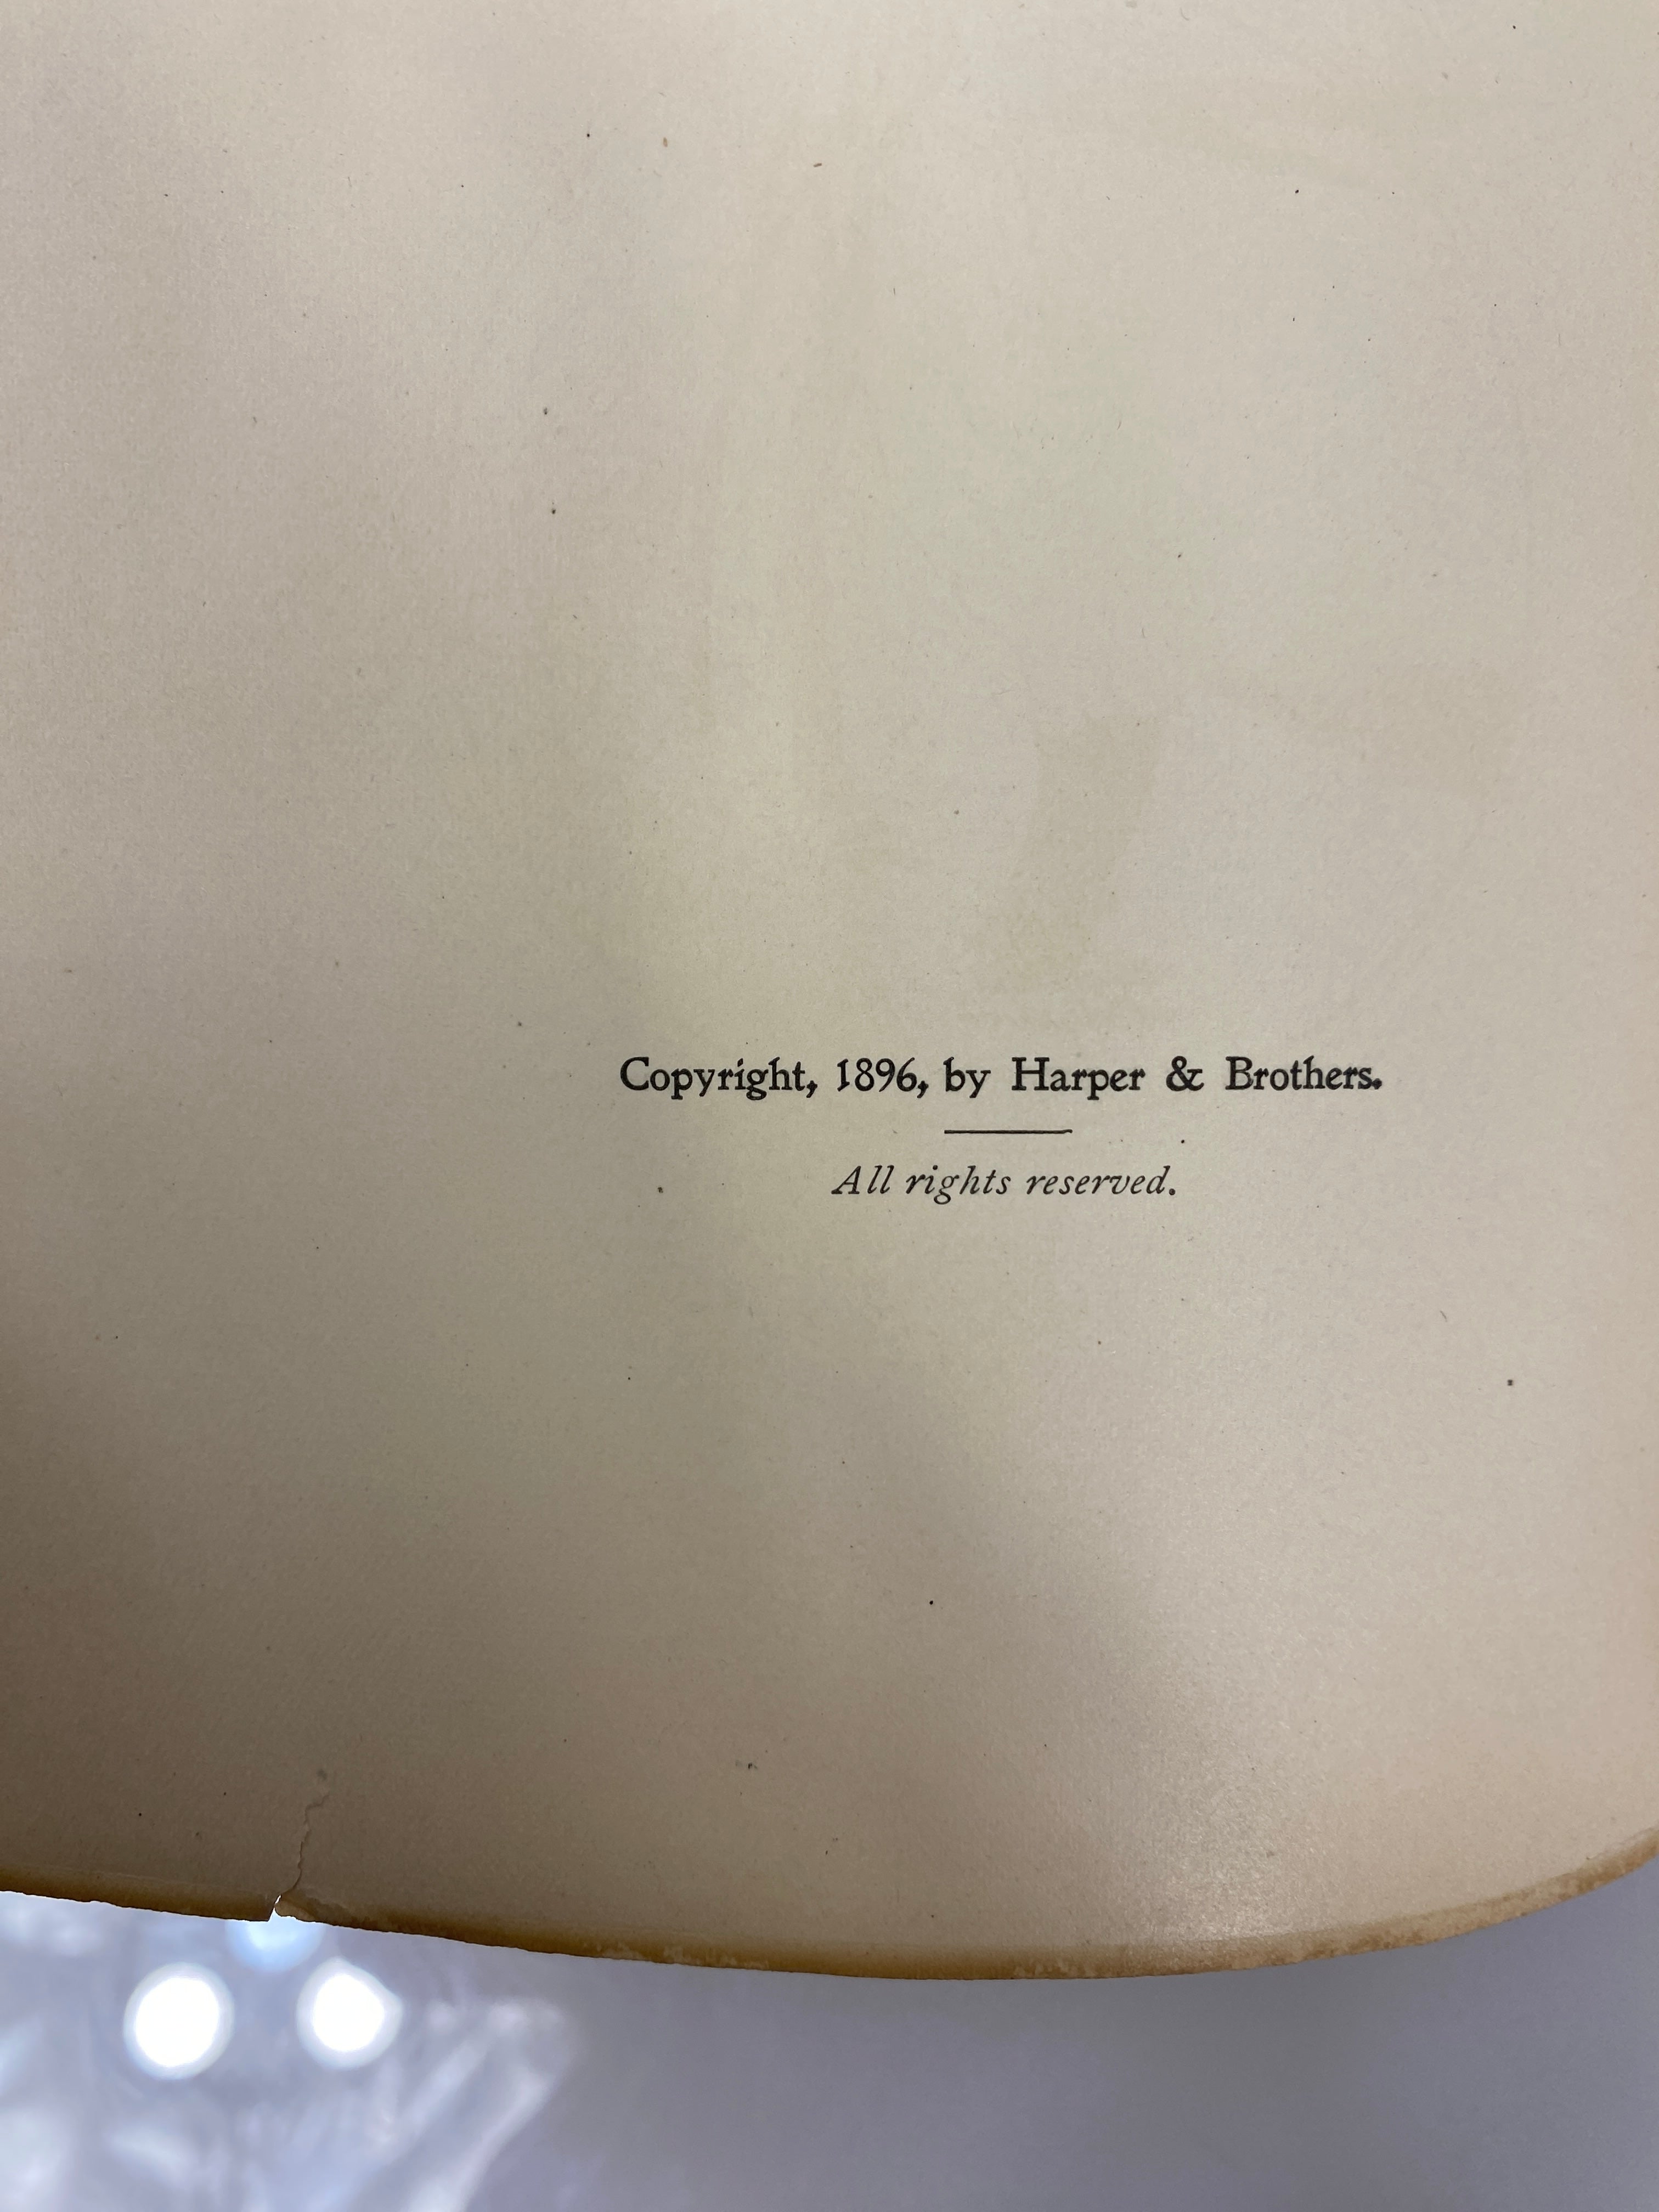 Copyright, 1896, by Harper & Brothers.
All rights reserved.